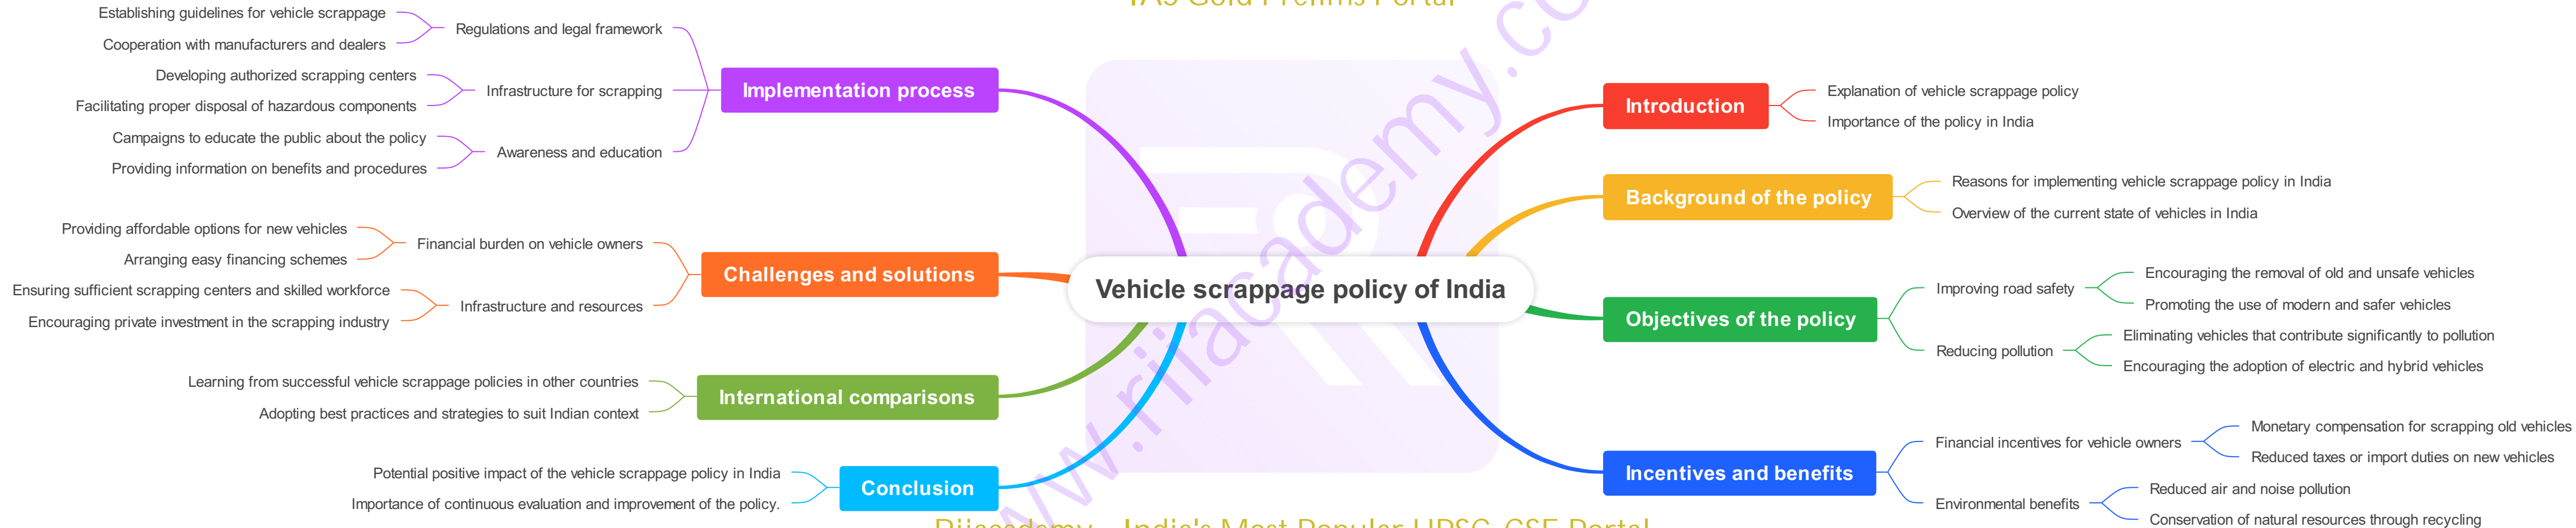 IAS Gold Prelims Portal
Vehicle scrappage policy of India
Introduction
Explanation of vehicle scrappage policy
Importance of the policy in India
Background of the policy
Reasons for implementing vehicle scrappage policy in India
Overview of the current state of vehicles in India
Objectives of the policy
Improving road safety
Encouraging the removal of old and unsafe vehicles
Promoting the use of modern and safer vehicles
Reducing pollution
Eliminating vehicles that contribute significantly to pollution
Encouraging the adoption of electric and hybrid vehicles
Incentives and benefits
Financial incentives for vehicle owners
Monetary compensation for scrapping old vehicles
Reduced taxes or import duties on new vehicles
Environmental benefits
Reduced air and noise pollution
Conservation of natural resources through recycling
Implementation process
Regulations and legal framework
Establishing guidelines for vehicle scrappage
Cooperation with manufacturers and dealers
Infrastructure for scrapping
Developing authorized scrapping centers
Facilitating proper disposal of hazardous components
Awareness and education
Campaigns to educate the public about the policy
Providing information on benefits and procedures
Challenges and solutions
Financial burden on vehicle owners
Providing affordable options for new vehicles
Arranging easy financing schemes
Infrastructure and resources
Ensuring sufficient scrapping centers and skilled workforce
Encouraging private investment in the scrapping industry
International comparisons
Learning from successful vehicle scrappage policies in other countries
Adopting best practices and strategies to suit Indian context
Conclusion
Potential positive impact of the vehicle scrappage policy in India
Importance of continuous evaluation and improvement of the policy.
India's Most Popular UPSC-CSE Portal